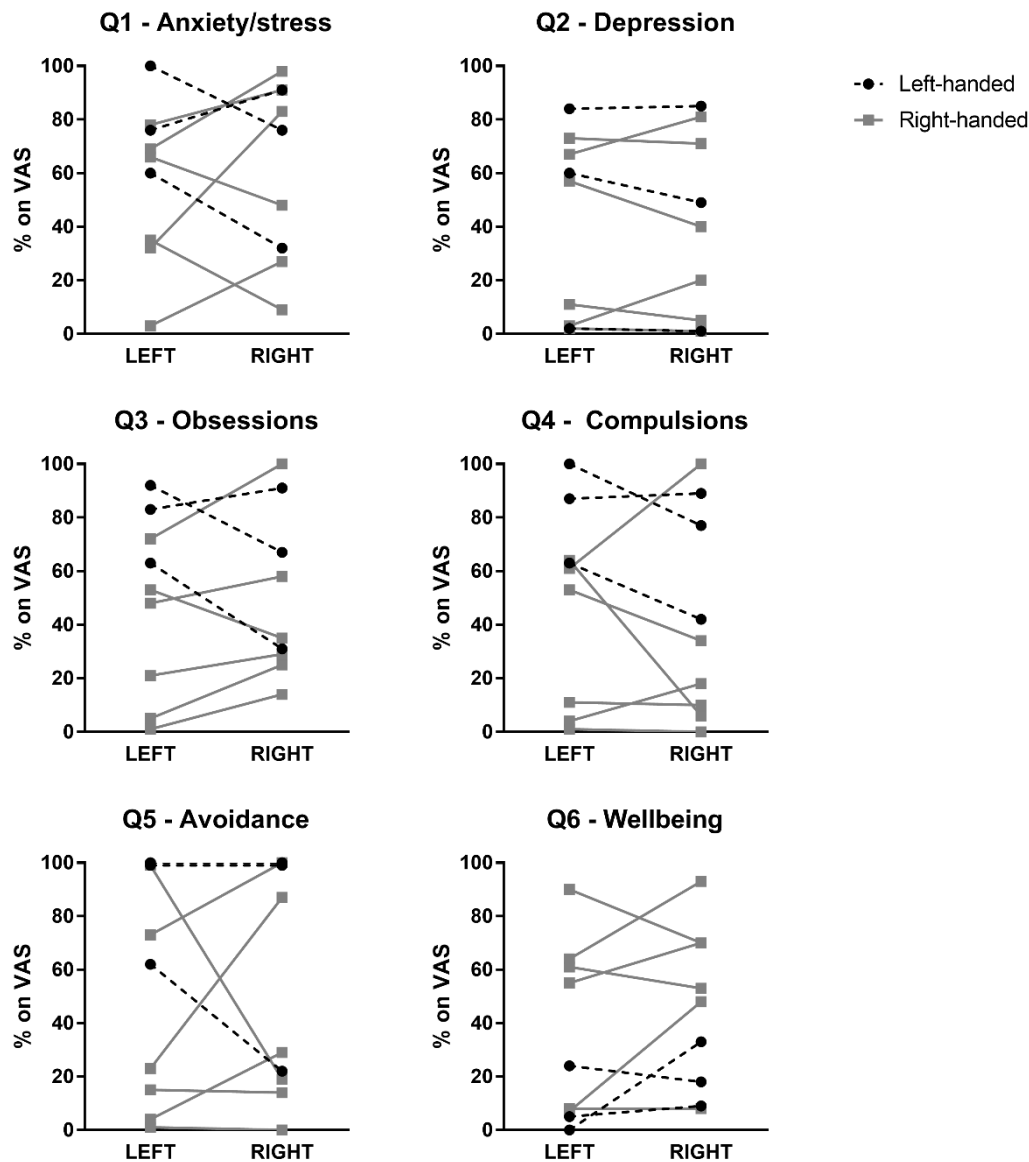 Q1 - Anxiety/stress
% on VAS
100
80
60
40
20
0
LEFT RIGHT
Q2 - Depression
% on VAS
100
80
60
40
20
0
LEFT RIGHT
Left-handed
Right-handed
Q3 - Obsessions
% on VAS
100
80
60
40
20
0
LEFT RIGHT
Q4 - Compulsions
% on VAS
100
80
60
40
20
0
LEFT RIGHT
Q5 - Avoidance
% on VAS
100
80
60
40
20
0
LEFT RIGHT
Q6 - Wellbeing
% on VAS
100
80
60
40
20
0
LEFT RIGHT